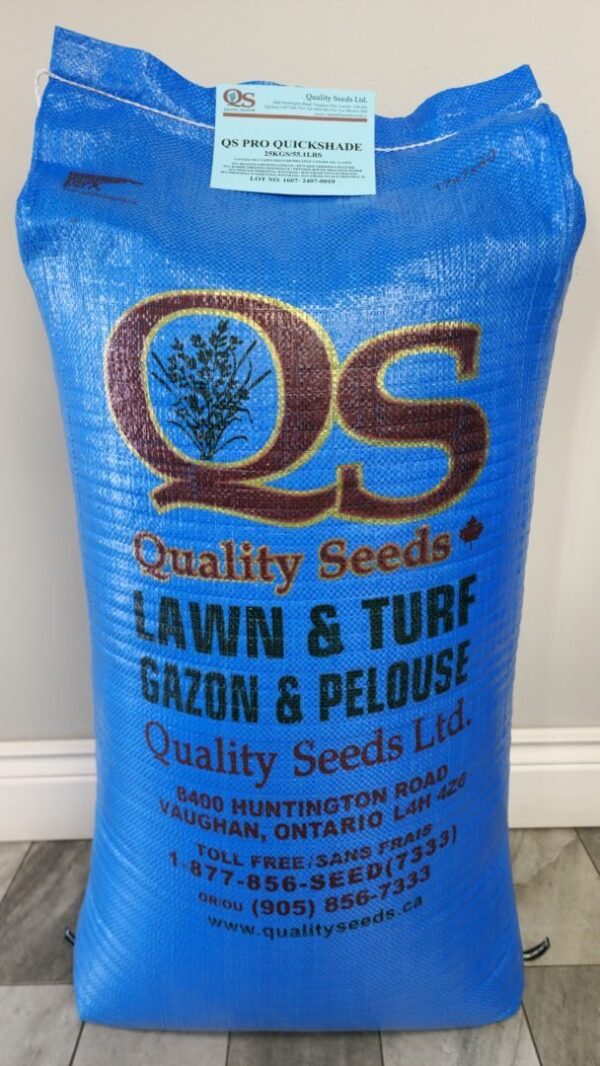 QS
Quality Seeds Ltd.
QS PRO QUICKSHADE
25KGS/55.1LBS
LOT NO. 1607- 2407-0010
QS
Quality Seeds
LAWN & TURF
GAZON & PELOUSE
Quality Seeds Ltd.
8400 HUNTINGTON ROAD
VAUGHAN, ONTARIO L4H 4Z6
TOLL FREE/SANS FRAIS
1-877-856-SEED(7333)
OR/OU (905) 856-7333
www.qualityseeds.ca